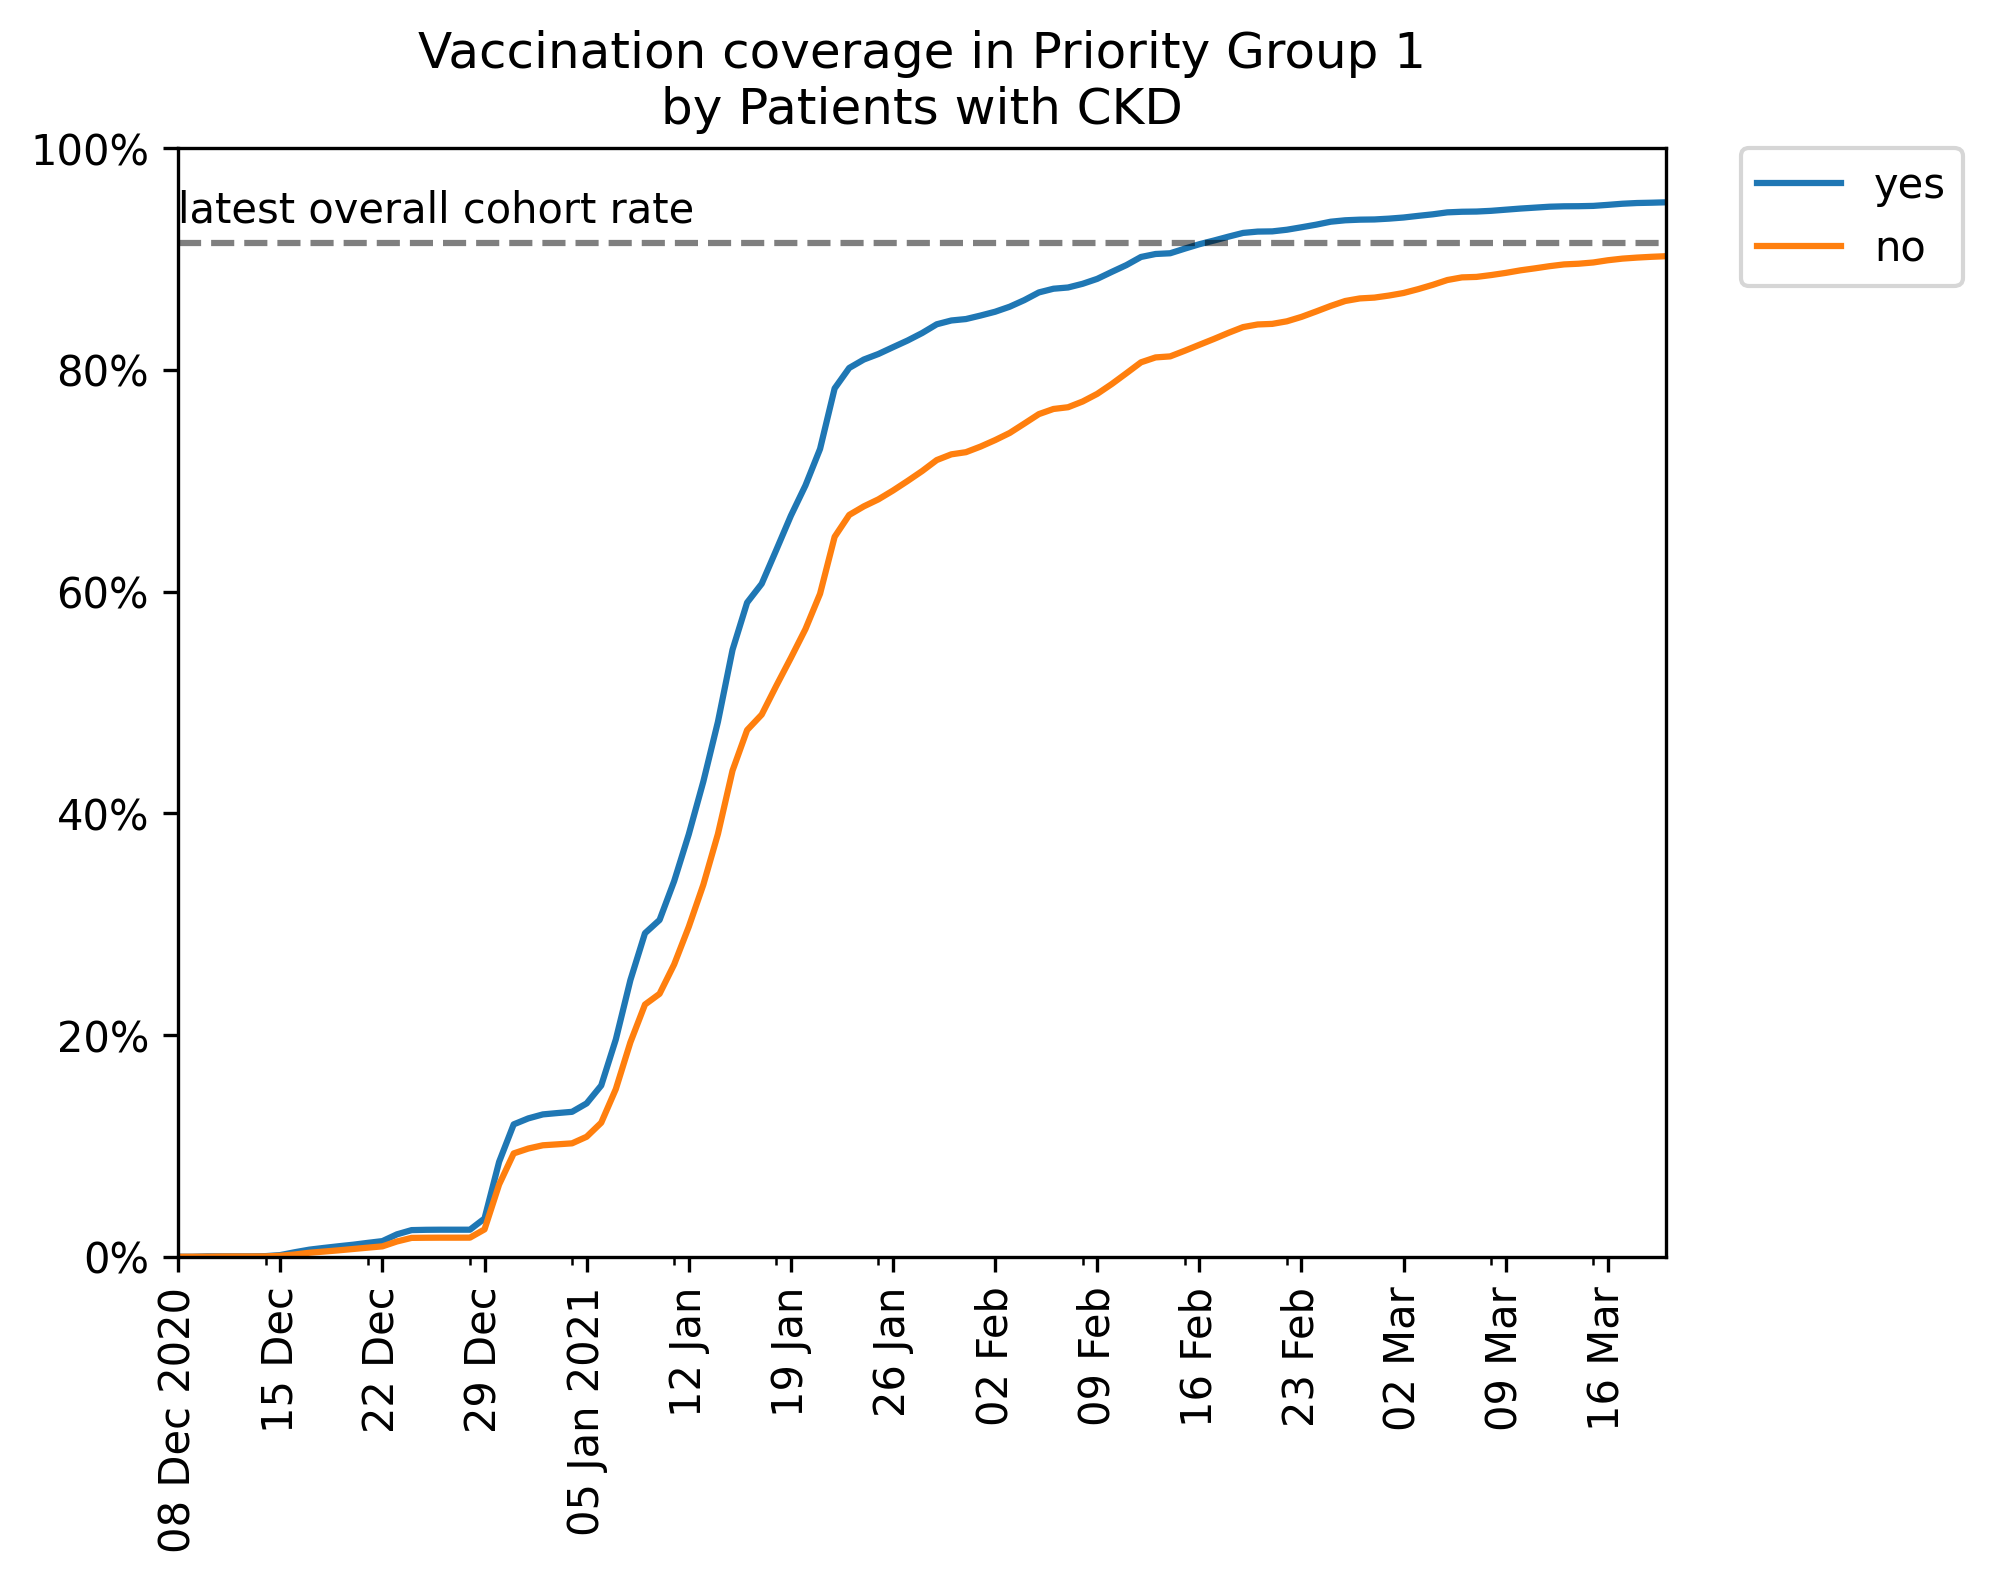 Vaccination coverage in Priority Group 1
by Patients with CKD
100%
80%
60%
40%
20%
0%
latest overall cohort rate
yes
no
08 Dec 2020
15 Dec
22 Dec
29 Dec
05 Jan 2021
12 Jan
19 Jan
26 Jan
02 Feb
09 Feb
16 Feb
23 Feb
02 Mar
09 Mar
16 Mar